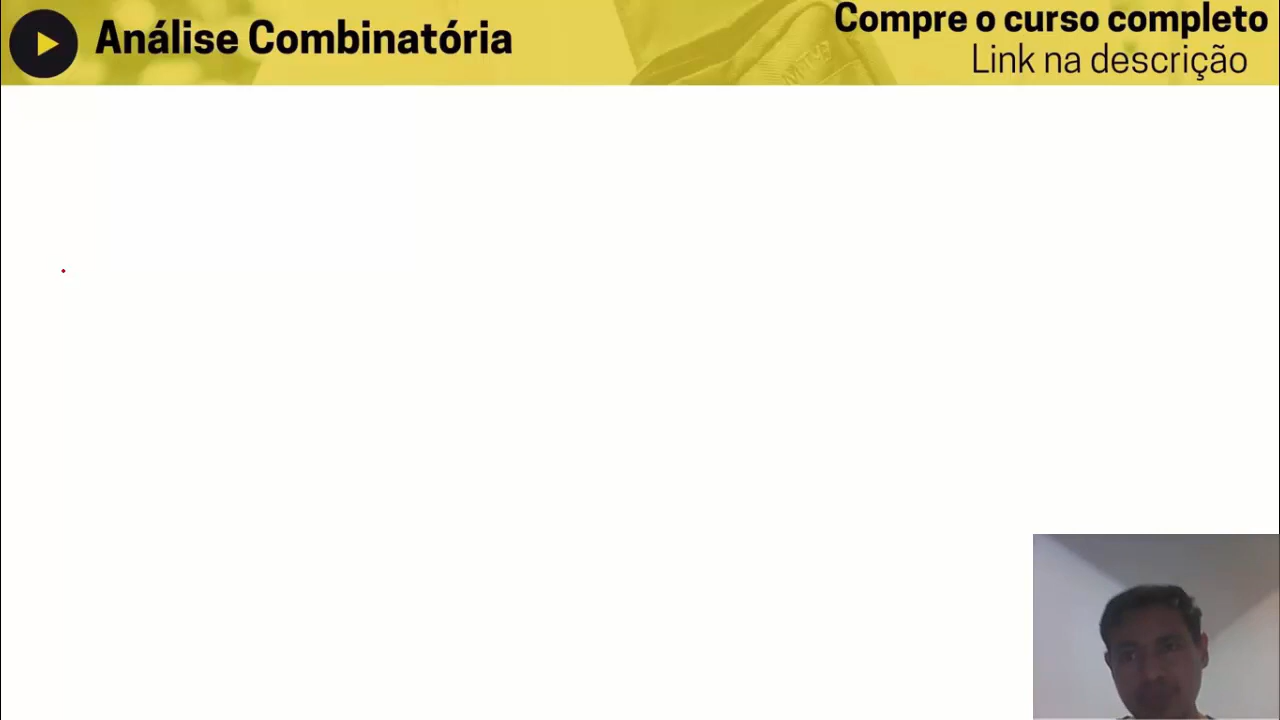 Análise Combinatória
Compre o curso completo
Link na descrição